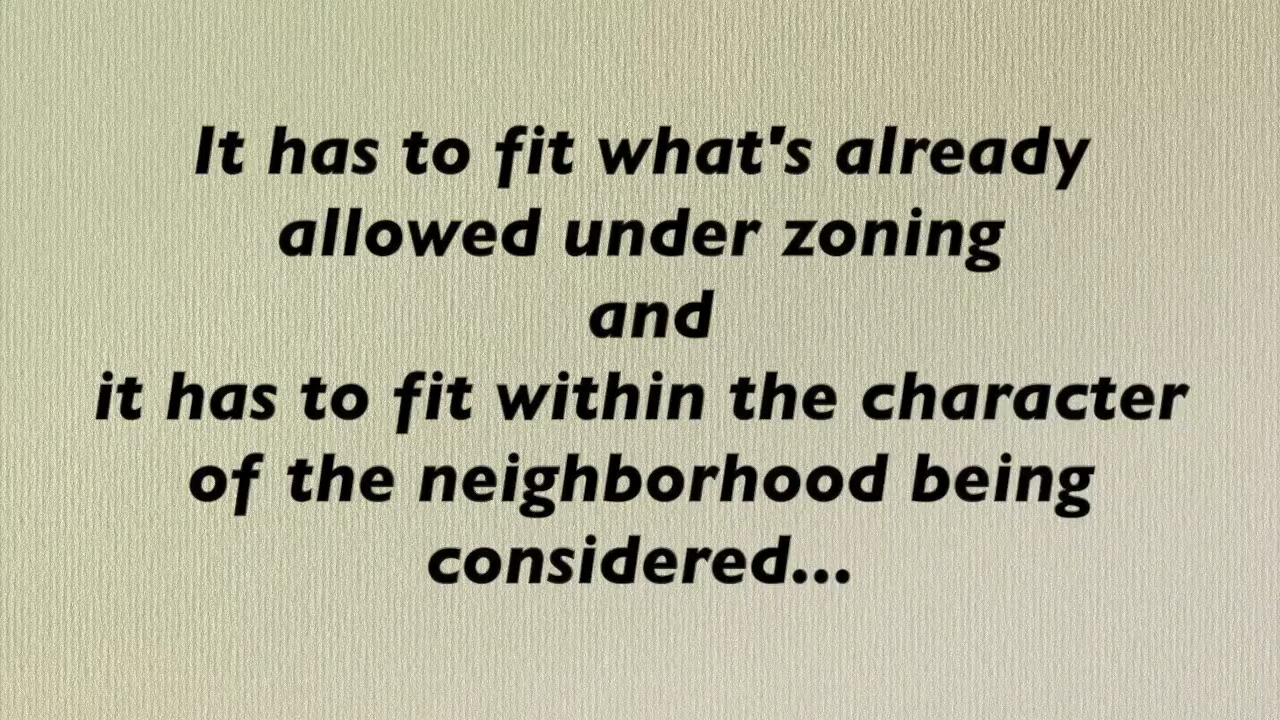 It has to fit what's already
allowed under zoning
and
it has to fit within the character
of the neighborhood being
considered...